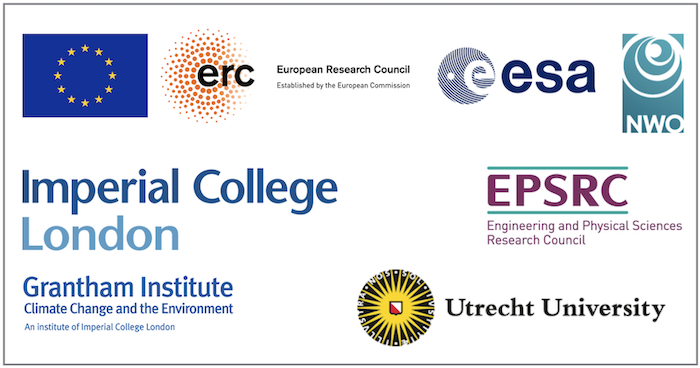 erc
European Research Council
Established by the European Commission
esa
NWO
Imperial College
London
EPSRC
Engineering and Physical Sciences
Research Council
Grantham Institute
Climate Change and the Environment
An institute of Imperial College London
Utrecht University